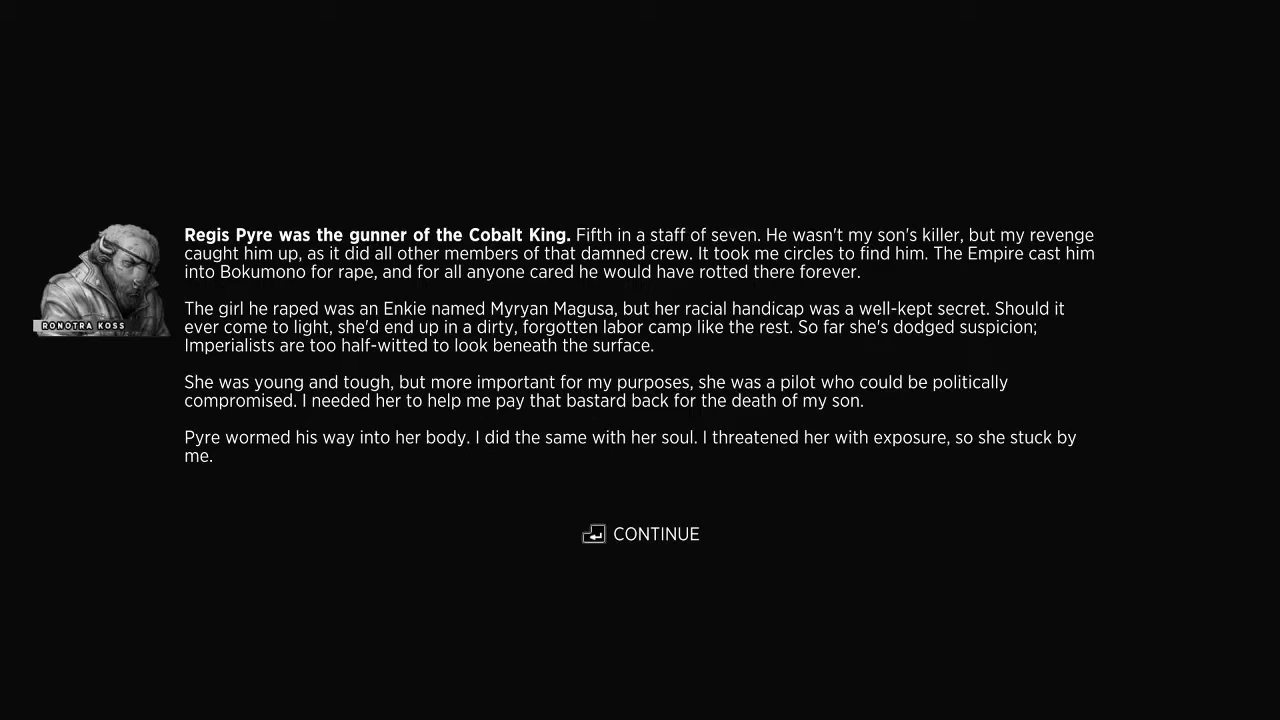 Regis Pyre was the gunner of the Cobalt King. Fifth in a staff of seven. He wasn't my son's killer, but my revenge
caught him up, as it did all other members of that damned crew. It took me circles to find him. The Empire cast him
into Bokumono for rape, and for all anyone cared he would have rotted there forever.
The girl he raped was an Enkie named Myryan Magusa, but her racial handicap was a well-kept secret. Should it
ever come to light, she'd end up in a dirty, forgotten labor camp like the rest. So far she's dodged suspicion;
Imperialists are too half-witted to look beneath the surface.
She was young and tough, but more important for my purposes, she was a pilot who could be politically
compromised. I needed her to help me pay that bastard back for the death of my son.
Pyre wormed his way into her body. I did the same with her soul. I threatened her with exposure, so she stuck by
me.
RONOTRA KOSS
CONTINUE